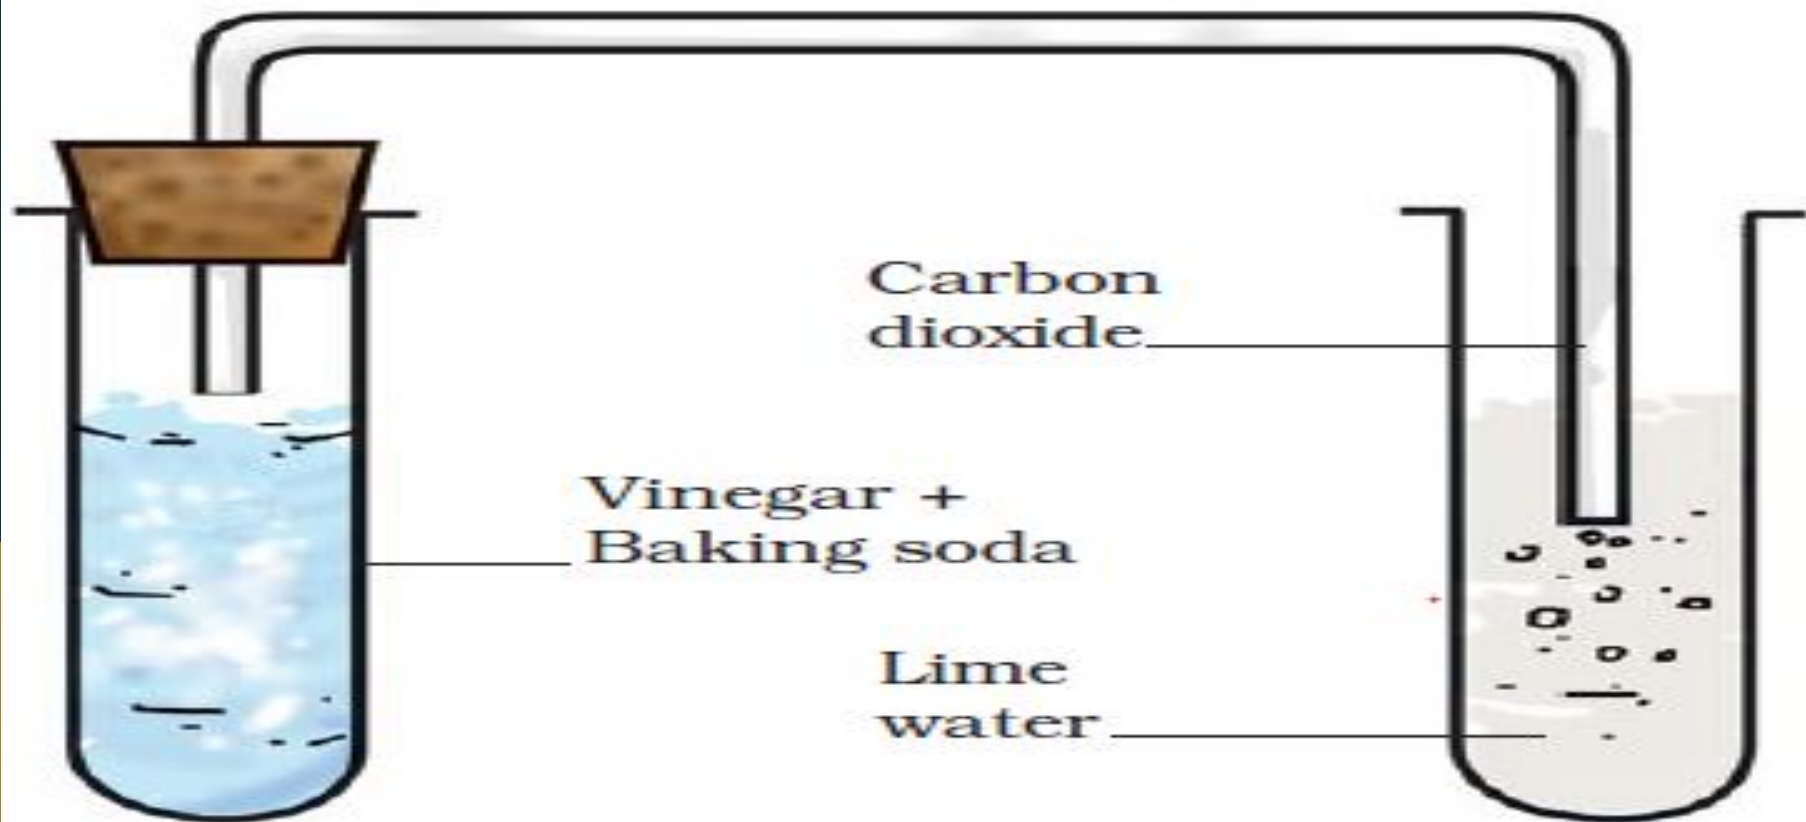 Carbon
dioxide
Vinegar +
Baking soda
Lime
water